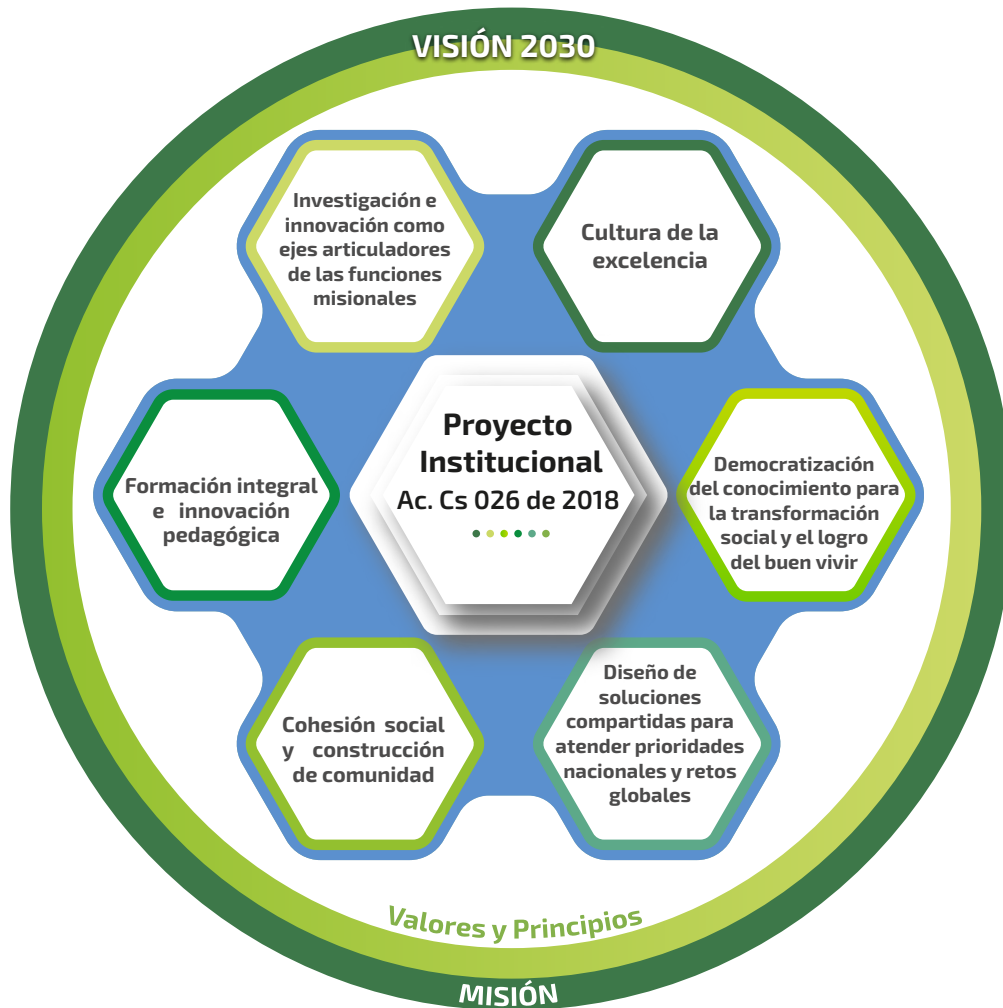 VISIÓN 2030
Investigación e
innovación como
ejes articuladores
de las funciones
misionales
Cultura de la
excelencia
Formación integral
e innovación
pedagógica
Proyecto
Institucional
Ac. Cs 026 de 2018
Democratización
del conocimiento para
la transformación
social y el logro
del buen vivir
Cohesión social
y construcción
de comunidad
Diseño de
soluciones
compartidas para
atender prioridades
nacionales y retos
globales
Valores y Principios
MISIÓN